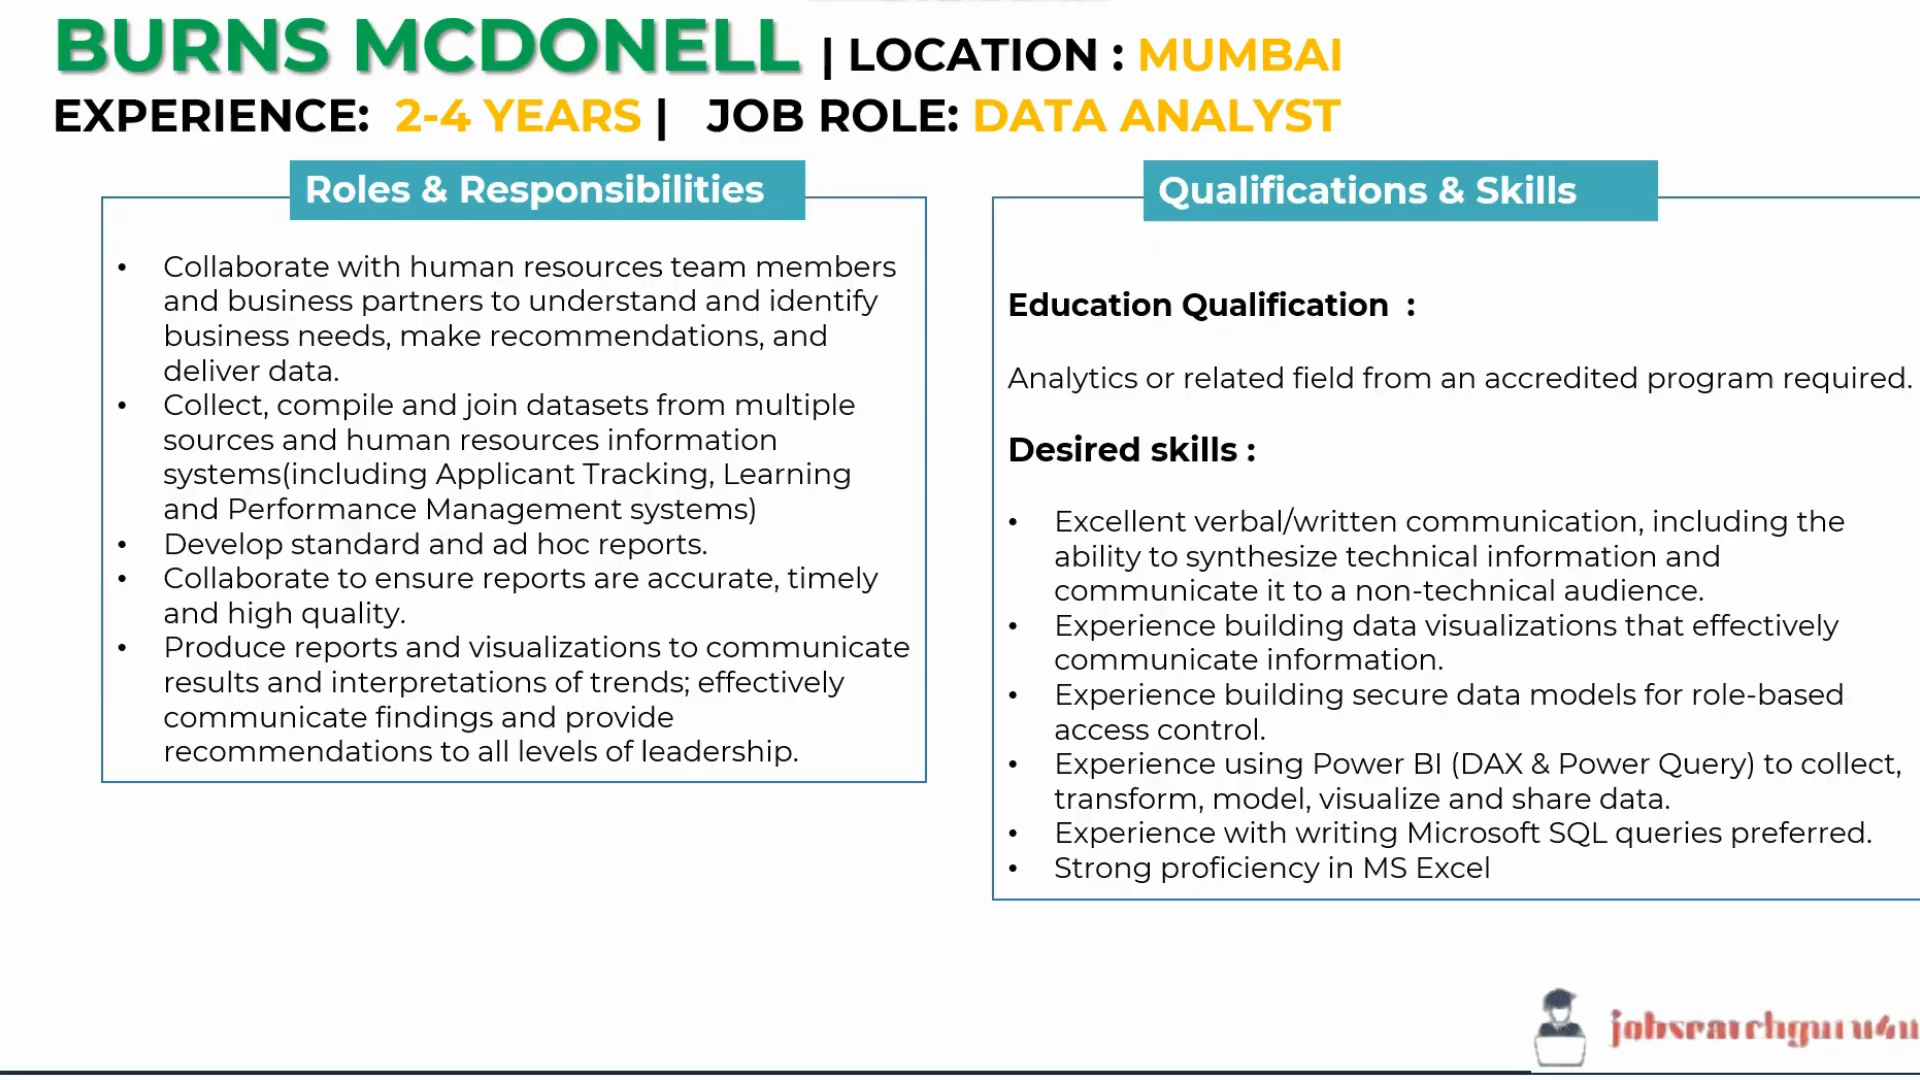 BURNS MCDONELL | LOCATION : MUMBAI
EXPERIENCE: 2-4 YEARS | JOB ROLE: DATA ANALYST
Roles & Responsibilities
• Collaborate with human resources team members
and business partners to understand and identify
business needs, make recommendations, and
deliver data.
• Collect, compile and join datasets from multiple
sources and human resources information
systems(including Applicant Tracking, Learning
and Performance Management systems)
• Develop standard and ad hoc reports.
• Collaborate to ensure reports are accurate, timely
and high quality.
• Produce reports and visualizations to communicate
results and interpretations of trends; effectively
communicate findings and provide
recommendations to all levels of leadership.
Qualifications & Skills
Education Qualification :
Analytics or related field from an accredited program required.
Desired skills :
• Excellent verbal/written communication, including the
ability to synthesize technical information and
communicate it to a non-technical audience.
• Experience building data visualizations that effectively
communicate information.
• Experience building secure data models for role-based
access control.
• Experience using Power BI (DAX & Power Query) to collect,
transform, model, visualize and share data.
• Experience with writing Microsoft SQL queries preferred.
• Strong proficiency in MS Excel